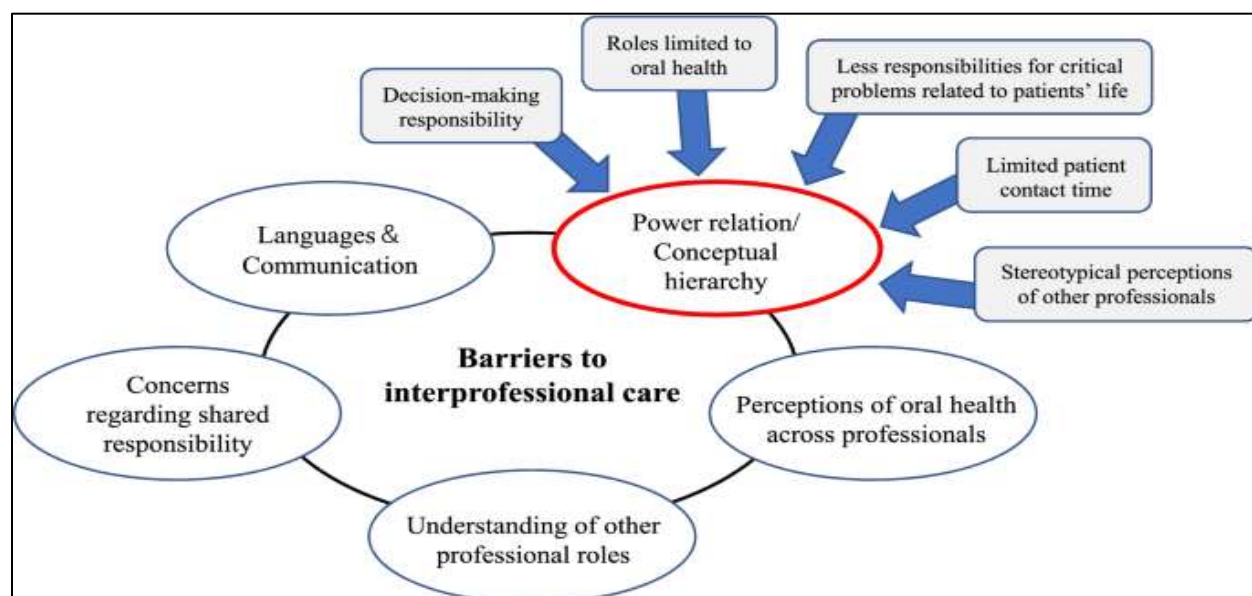 Roles limited to
oral health
Less responsibilities for critical
problems related to patients’ life
Decision-making
responsibility
Limited patient
contact time
Power relation/
Conceptual
hierarchy
Languages &
Communication
Stereotypical perceptions
of other professionals
Barriers to
interprofessional care
Concerns
regarding shared
responsibility
Perceptions of oral health
across professionals
Understanding of other
professional roles